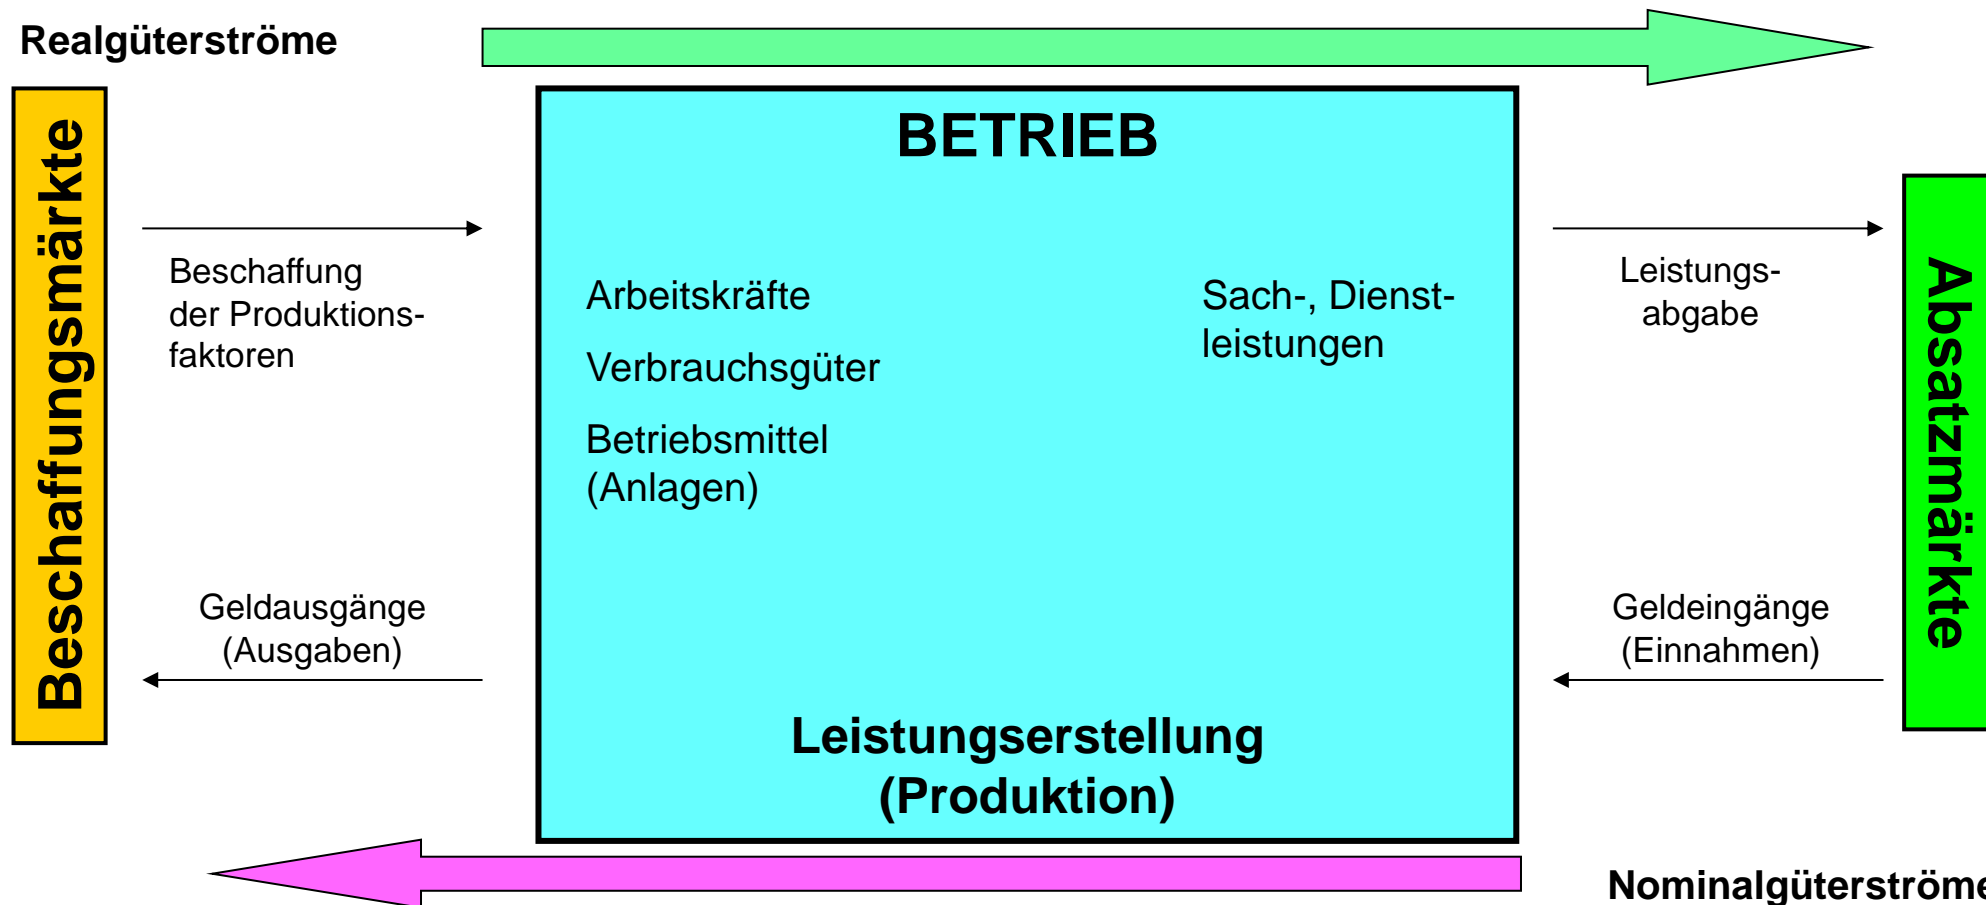 Realgüterströme
Beschaffungsmärkte
BETRIEB
Beschaffung
der Produktions-
faktoren
Arbeitskräfte
Verbrauchsgüter
Betriebsmittel
(Anlagen)
Sach-, Dienst-
leistungen
Leistungs-
abgabe
Absatzmärkte
Geldausgänge
(Ausgaben)
Geldeingänge
(Einnahmen)
Leistungserstellung
(Produktion)
Nominalgüterströme